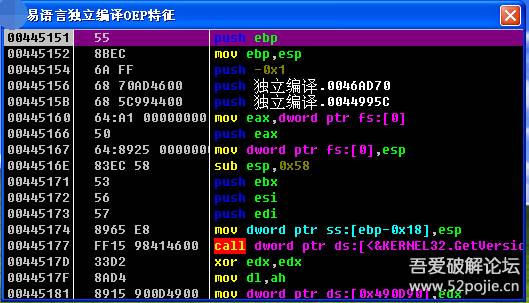 易语言独立编译OEP特征
00445151 55 push ebp
00445152 8BEC mov ebp,esp
00445154 6A FF push -0x1
00445156 68 70AD4600 push 独立编译.0046AD70
0044515B 68 5C994400 push 独立编译.0044995C
00445160 64:A1 00000000 mov eax,dword ptr fs:[0]
00445166 50 push eax
00445167 64:8925 0000000 mov dword ptr fs:[0],esp
0044516E 83EC 58 sub esp,0x58
00445171 53 push ebx
00445172 56 push esi
00445173 57 push edi
00445174 8965 E8 mov dword ptr ss:[ebp-0x18],esp
00445177 FF15 98414600 call dword ptr ds:[<&KERNEL32.GetVersio
0044517D 33D2 xor edx,edx
0044517F 8AD4 mov dl,ah
00445181 8915 900D4900 mov dword ptr ds:[0x490D90],edx
吾爱破解论坛
www.52pojie.cn